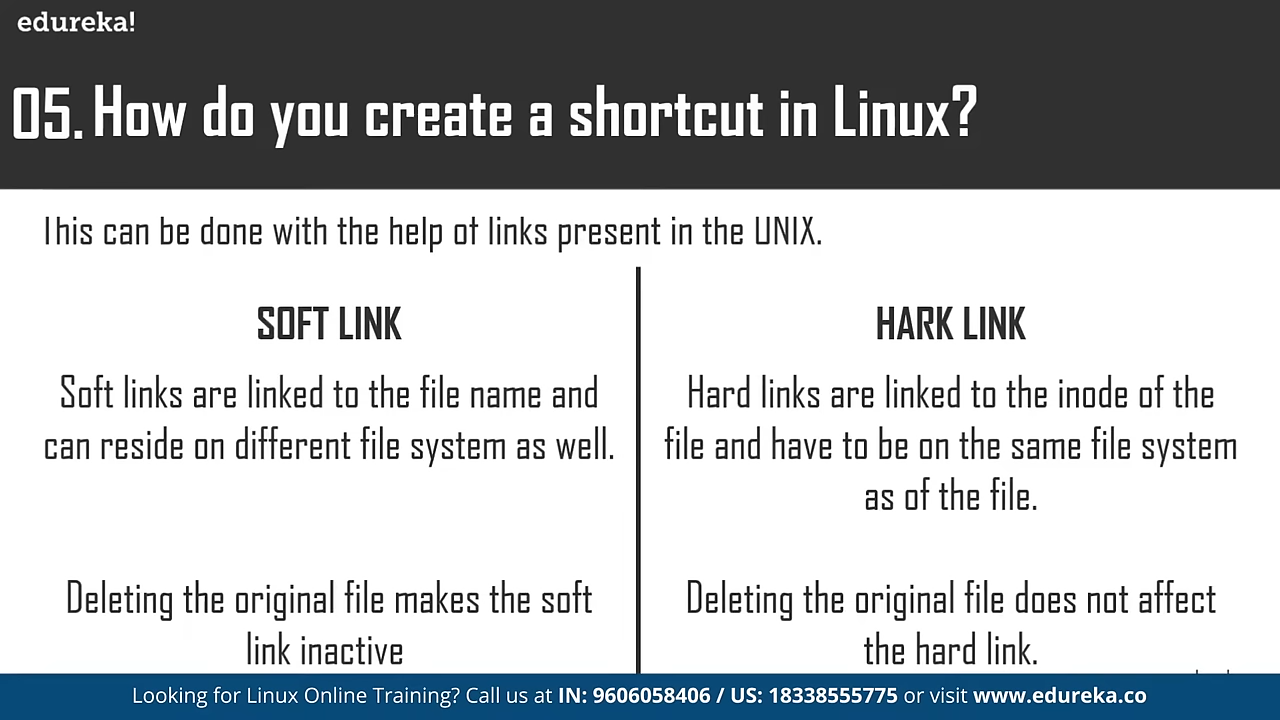 edureka!
05. How do you create a shortcut in Linux?
This can be done with the help of links present in the UNIX.
SOFT LINK
Soft links are linked to the file name and
can reside on different file system as well.
Deleting the original file makes the soft
link inactive
HARK LINK
Hard links are linked to the inode of the
file and have to be on the same file system
as of the file.
Deleting the original file does not affect
the hard link.
Looking for Linux Online Training? Call us at IN: 9606058406 / US: 18338555775 or visit www.edureka.co